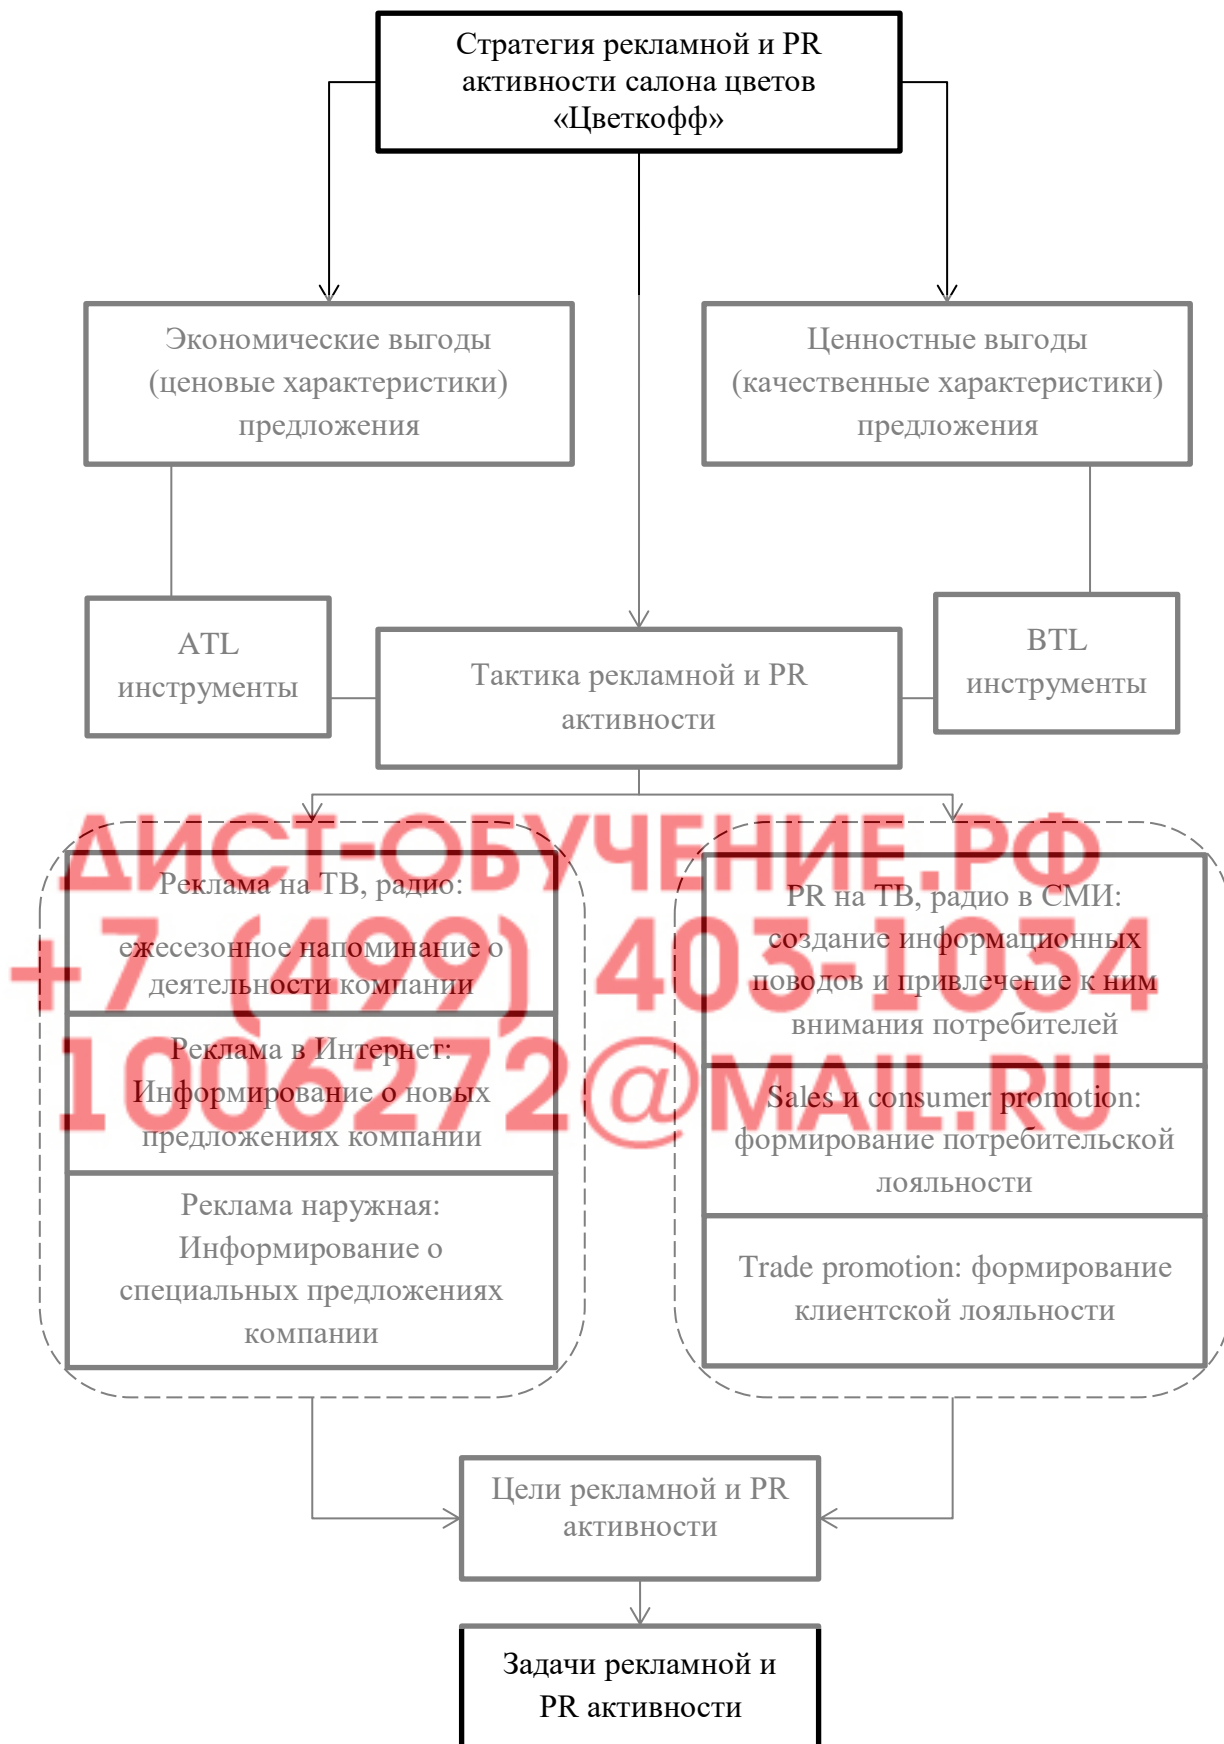 Стратегия рекламной и PR
активности салона цветов
«Цветкофф»
Экономические выгоды
(ценовые характеристики)
предложения
Ценностные выгоды
(качественные характеристики)
предложения
ATL
инструменты
Тактика рекламной и PR
активности
BTL
инструменты
Реклама на ТВ, радио:
ежесезонное напоминание о
деятельности компании
Реклама в Интернет:
Информирование о новых
предложениях компании
Реклама наружная:
Информирование о
специальных предложениях
компании
PR на ТВ, радио в СМИ:
создание информационных
поводов и привлечение к ним
внимания потребителей
Sales и consumer promotion:
формирование потребительской
лояльности
Trade promotion: формирование
клиентской лояльности
ДИСТ-ОБУЧЕНИЕ.РФ
+7 (499) 403-1034
1006272@MAIL.RU
Цели рекламной и PR
активности
Задачи рекламной и
PR активности